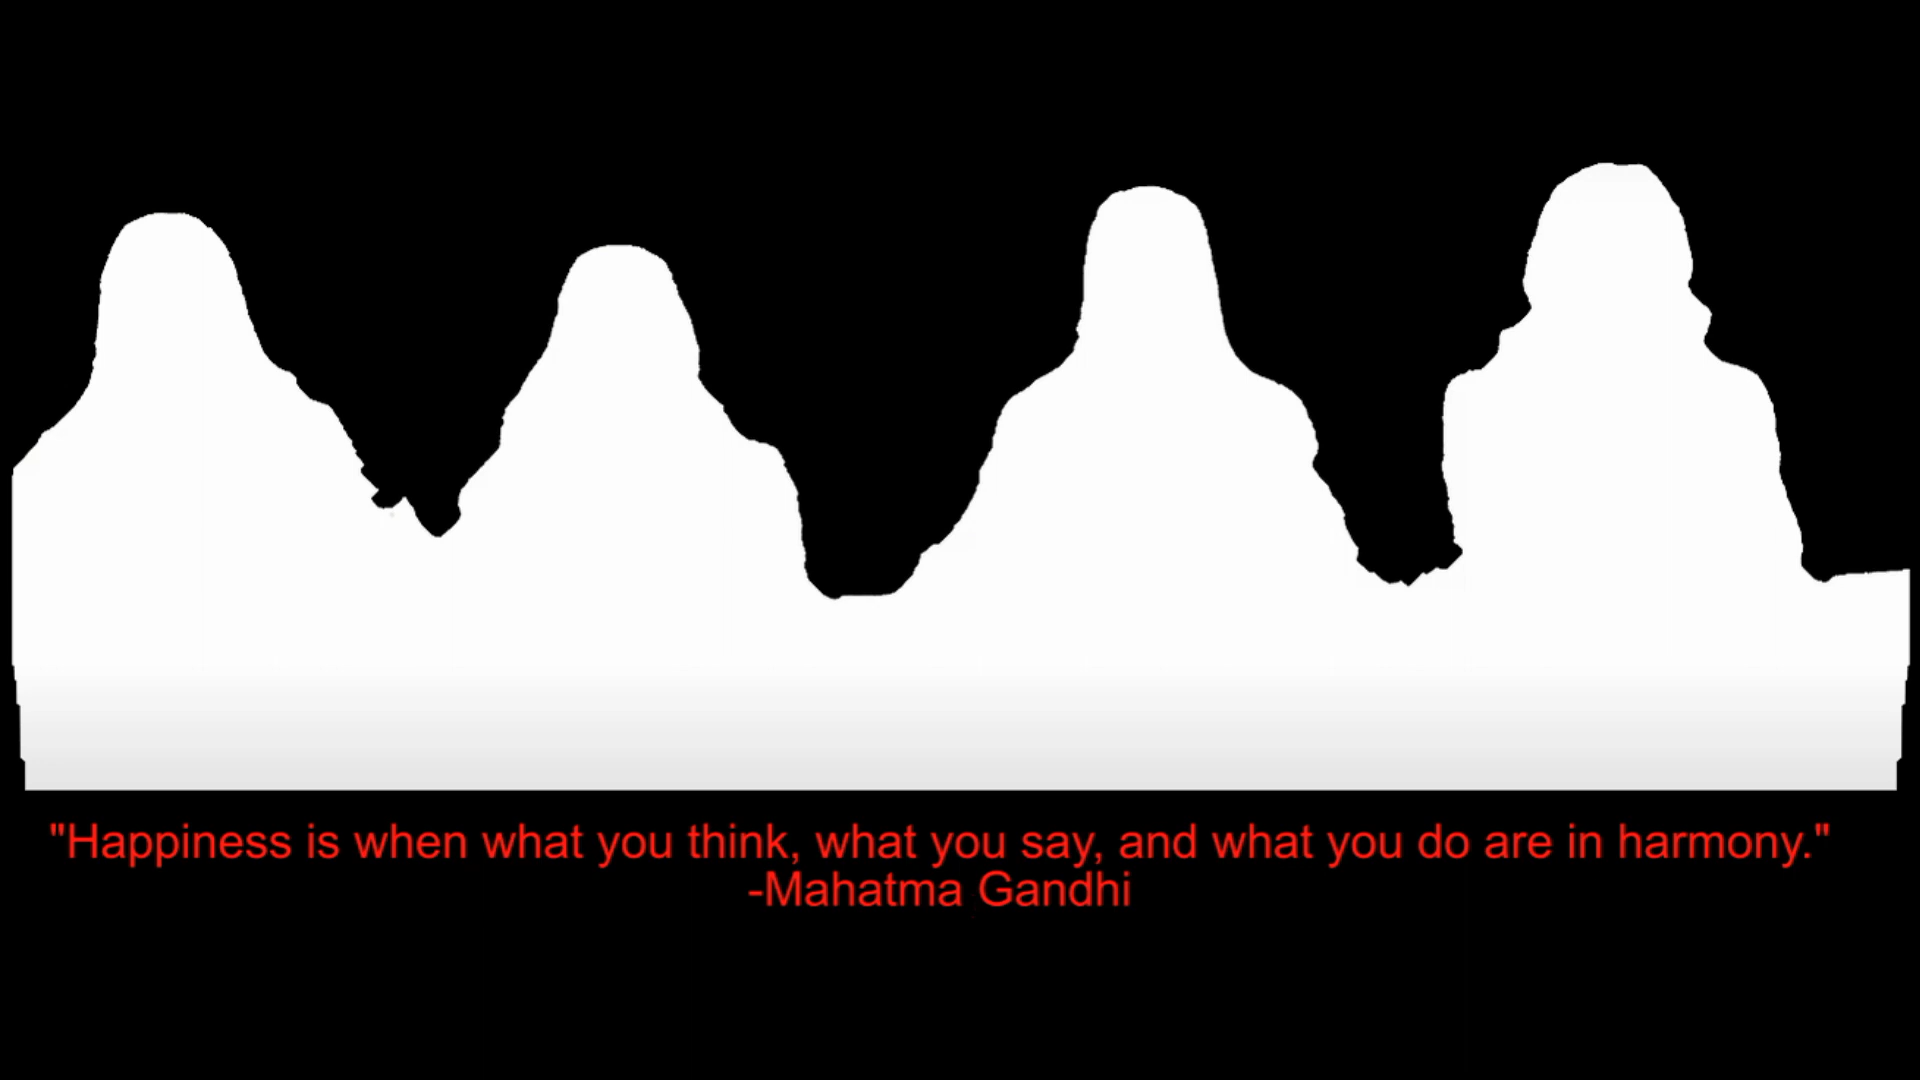 "Happiness is when what you think, what you say, and what you do are in harmony."
-Mahatma Gandhi